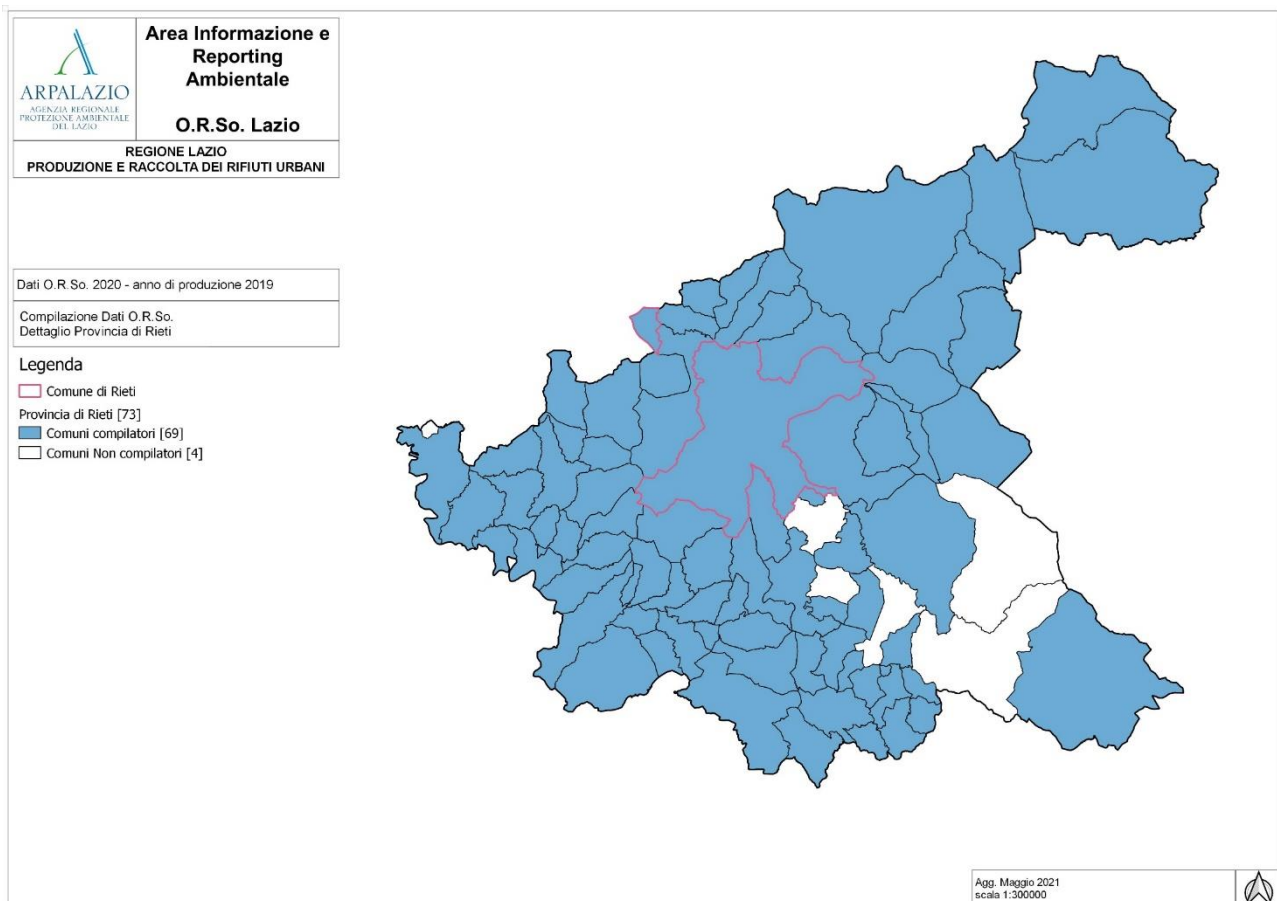 ARPALAZIO
AGENZIA REGIONALE
PROTEZIONE AMBIENTALE
DEL LAZIO
Area Informazione e
Reporting
Ambientale
O.R.So. Lazio
REGIONE LAZIO
PRODUZIONE E RACCOLTA DEI RIFIUTI URBANI
Dati O.R.So. 2020 - anno di produzione 2019
Compilazione Dati O.R.So.
Dettaglio Provincia di Rieti
Legenda
Comune di Rieti
Provincia di Rieti [73]
Comuni compilatori [69]
Comuni Non compilatori [4]
Agg. Maggio 2021
scala 1:300000